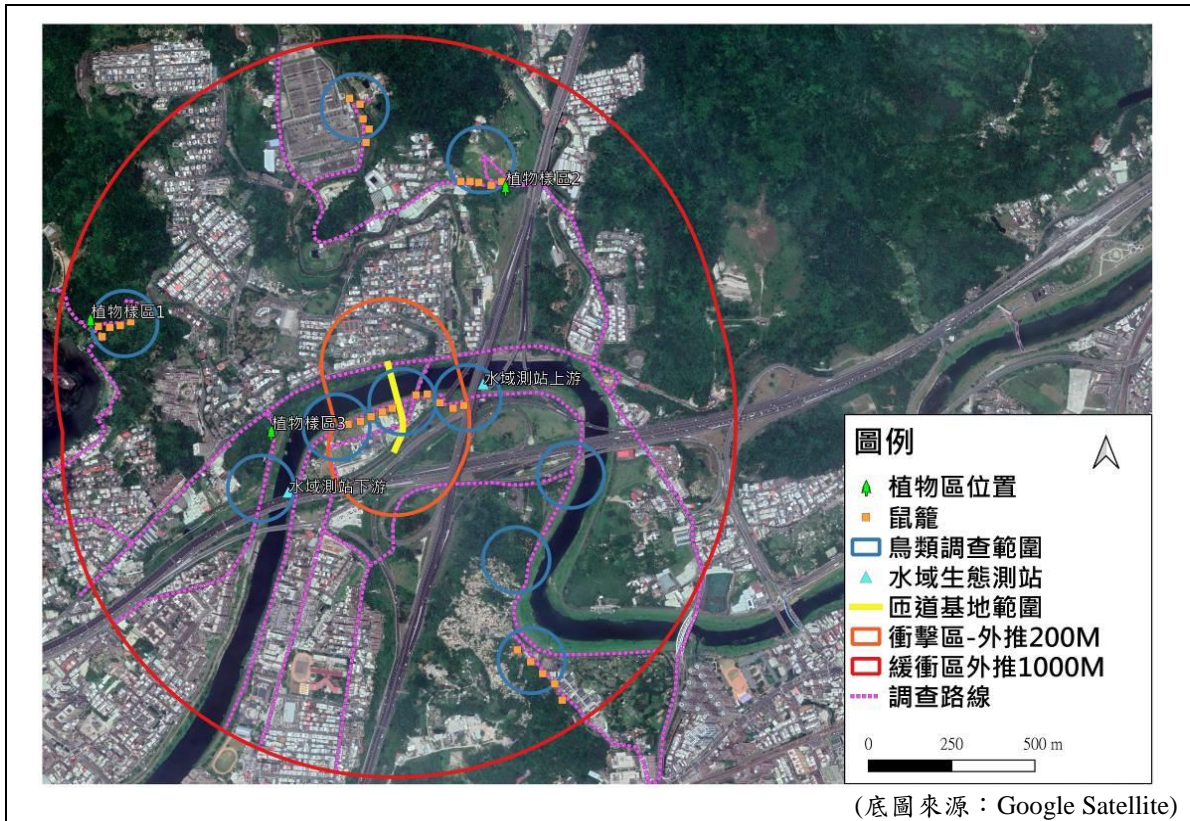 植物樣區2
植物樣區1
水域測站上游
植物樣區3
水域測站下游
圖例
植物區位置
鼠籠
鳥類調查範圍
水域生態測站
匝道基地範圍
衝擊區-外推200M
緩衝區外推1000M
調查路線
0 250 500 m
(底圖來源：Google Satellite)